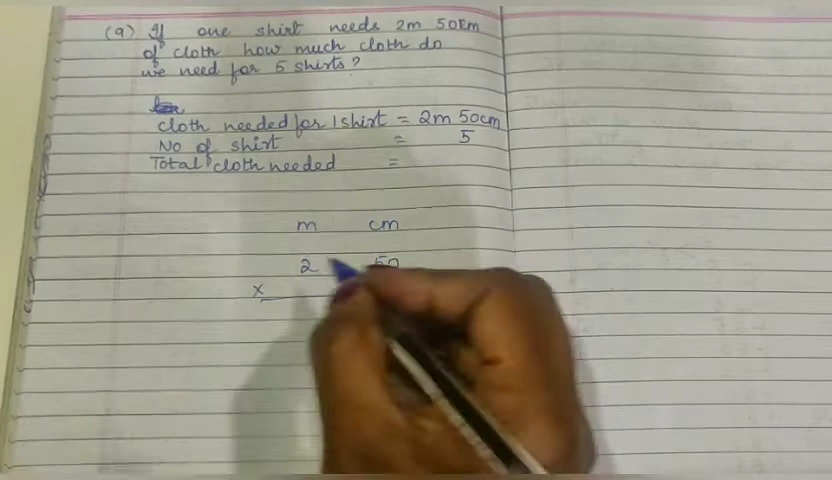 (9) If one shirt needs 2m 50cm
of cloth how much cloth do
we need for 5 shirts?
Cloth needed for 1 shirt = 2m 50cm
No of shirt = 5
Total cloth needed =
m cm
2 50
x